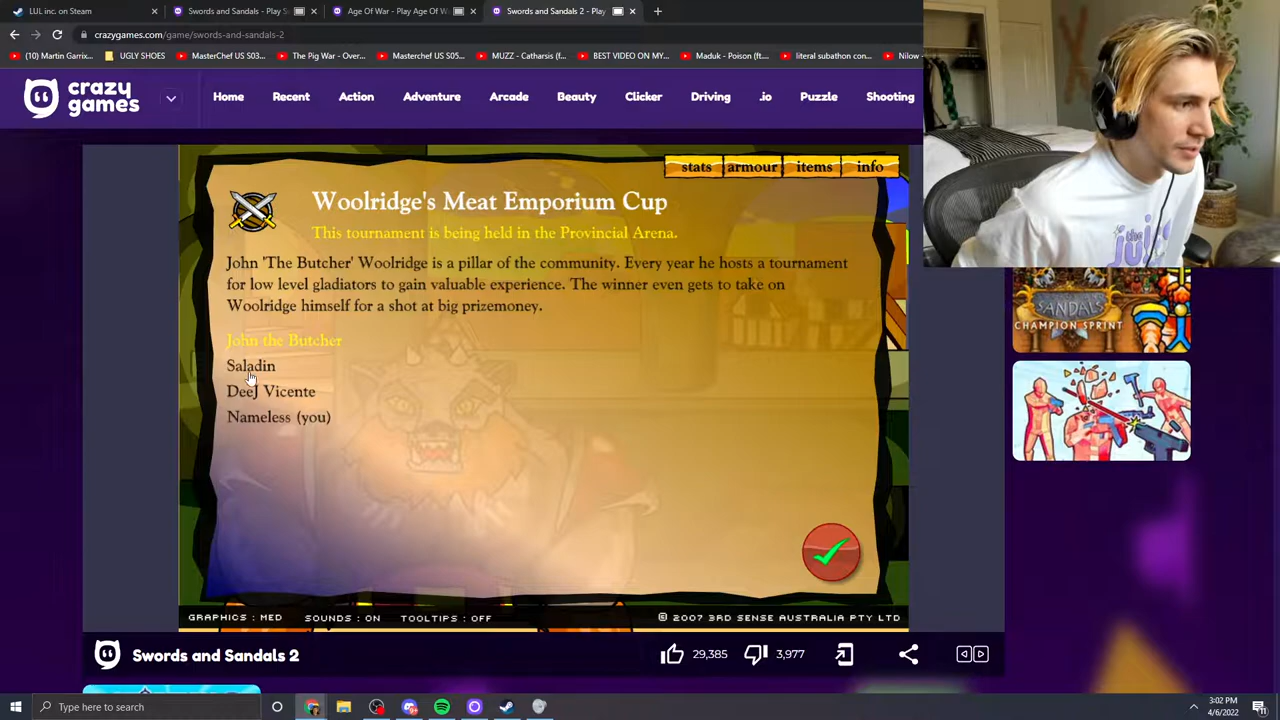 LUL inc. on Steam
Swords and Sandals - Play S
Age Of War - Play Age Of W
Swords and Sandals 2 - Play
crazygames.com/game/swords-and-sandals-2
(10) Martin Garrix...
UGLY SHOES
MasterChef US S03...
The Pig War - Over...
Masterchef US S05...
MUZZ - Catharsis (f...
BEST VIDEO ON MY...
Maduk - Poison (ft....
literal subathon con...
Nilow
crazy games
Home
Recent
Action
Adventure
Arcade
Beauty
Clicker
Driving
.io
Puzzle
Shooting
stats
armour
items
info
Woolridge's Meat Emporium Cup
This tournament is being held in the Provincial Arena.
John 'The Butcher' Woolridge is a pillar of the community. Every year he hosts a tournament
for low level gladiators to gain valuable experience. The winner even gets to take on
Woolridge himself for a shot at big prizemoney.
John the Butcher
Saladin
DeeJ Vicente
Nameless (you)
SANDALS
CHAMPION SPRINT
GRAPHICS : MED
SOUNDS : ON
TOOLTIPS : OFF
© 2007 3RD SENSE AUSTRALIA PTY LTD
Swords and Sandals 2
29,385
3,977
Type here to search
3:02 PM
4/6/2022